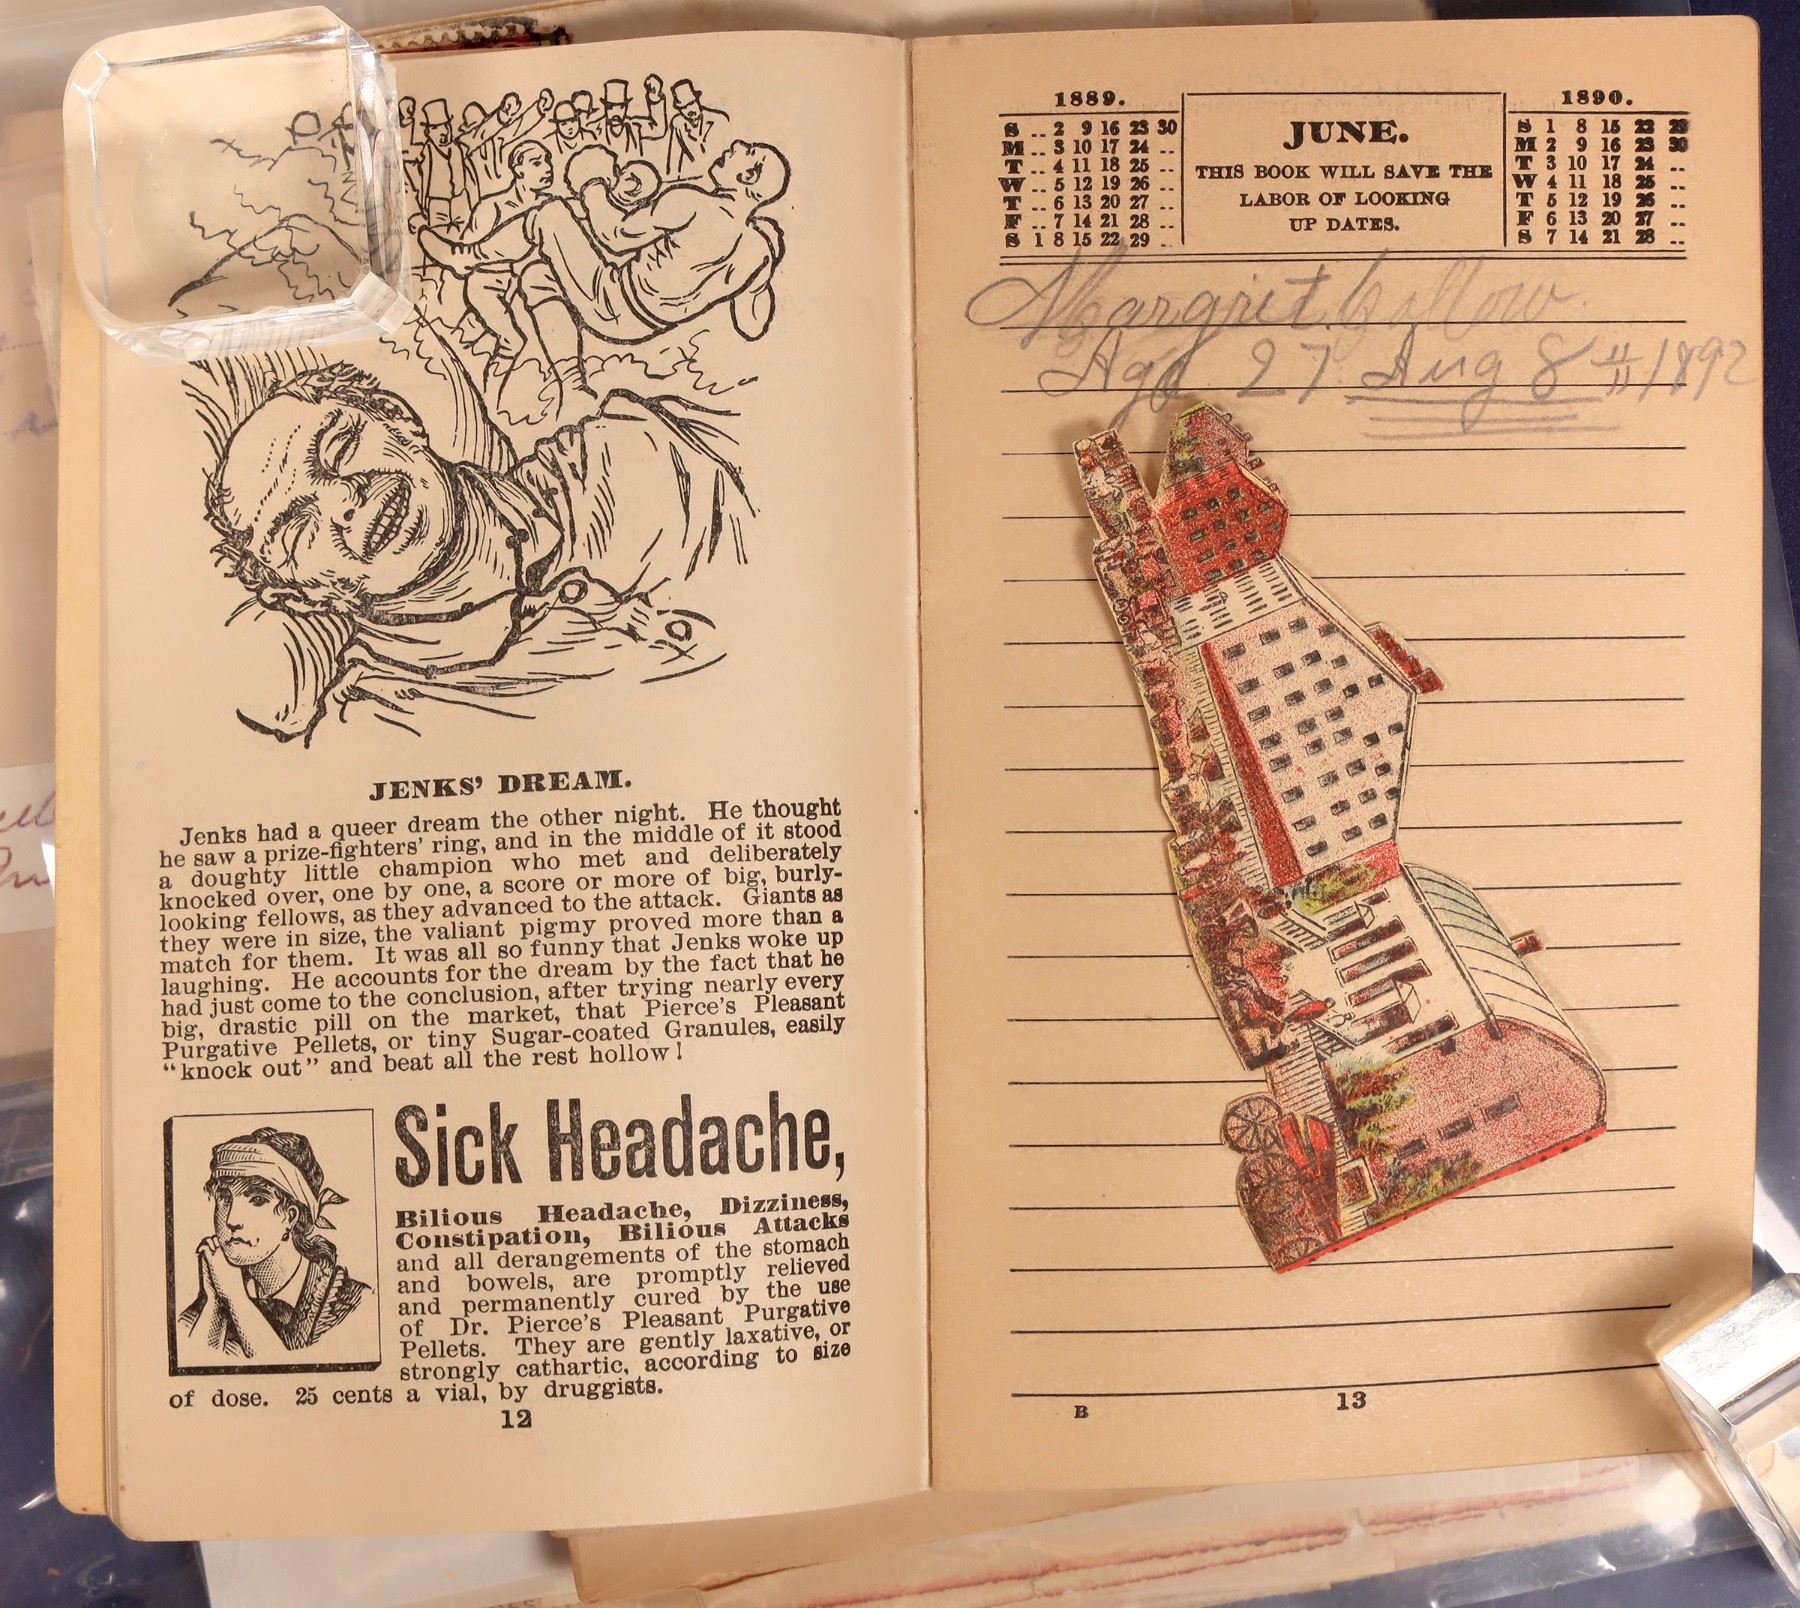 JENKS' DREAM.
Jenks had a queer dream the other night. He thought
he saw a prize-fighters' ring, and in the middle of it stood
a doughty little champion who met and deliberately
knocked over, one by one, a score or more of big, burly-
looking fellows, as they advanced to the attack. Giants as
they were in size, the valiant pigmy proved more than a
match for them. It was all so funny that Jenks woke up
laughing. He accounts for the dream by the fact that he
had just come to the conclusion, after trying nearly every
big, drastic pill on the market, that Pierce's Pleasant
Purgative Pellets, or tiny Sugar-coated Granules, easily
"knock out" and beat all the rest hollow!
Sick Headache,
Bilious Headache, Dizziness,
Constipation, Bilious Attacks
and all derangements of the stomach
and bowels, are promptly relieved
and permanently cured by the use
of Dr. Pierce's Pleasant Purgative
Pellets. They are gently laxative, or
strongly cathartic, according to size
of dose. 25 cents a vial, by druggists.
12
1889.
S .. 2 9 16 23 30
M .. 3 10 17 24 ..
T .. 4 11 18 25 ..
W .. 5 12 19 26 ..
T .. 6 13 20 27 ..
F .. 7 14 21 28 ..
S 1 8 15 22 29 ..
JUNE.
THIS BOOK WILL SAVE THE
LABOR OF LOOKING
UP DATES.
1890.
S 1 8 15 22 29
M 2 9 16 23 30
T 3 10 17 24 ..
W 4 11 18 25 ..
T 5 12 19 26 ..
F 6 13 20 27 ..
S 7 14 21 28 ..
Margrit
Age 27 Aug 8 1892
B
13